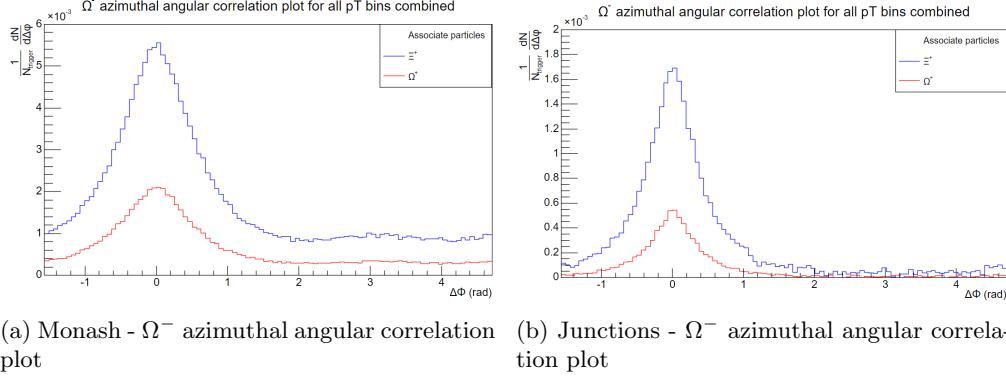 Ω⁻ azimuthal angular correlation plot for all pT bins combined
×10⁻³
1/N_trigger dN/dΔφ
6
5
4
3
2
1
0
-1 0 1 2 3 4
ΔΦ (rad)
Associate particles
Ξ⁺
Ω⁺
(a) Monash - Ω⁻ azimuthal angular correlation
plot
Ω⁻ azimuthal angular correlation plot for all pT bins combined
×10⁻³
1/N_trigger dN/dΔφ
2
1.8
1.6
1.4
1.2
1
0.8
0.6
0.4
0.2
0
-1 0 1 2 3 4
ΔΦ (rad)
Associate particles
Ξ⁺
Ω⁺
(b) Junctions - Ω⁻ azimuthal angular correla-
tion plot